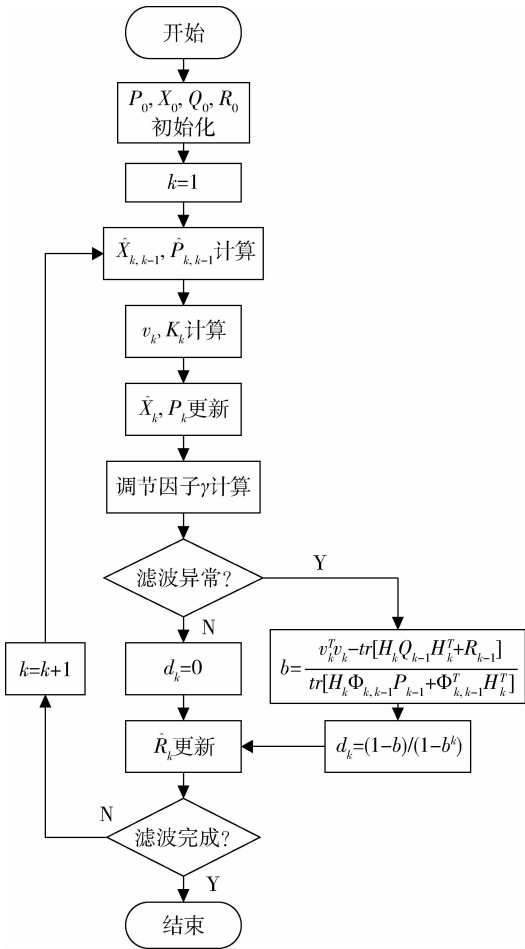 开始
P₀, X₀, Q₀, R₀
初始化
k=1
X̂ₖ,ₖ₋₁, P̂ₖ,ₖ₋₁计算
vₖ, Kₖ计算
X̂ₖ, Pₖ更新
调节因子γ计算
滤波异常?
Y
N
b=
vₖᵀvₖ-tr[HₖQₖ₋₁Hₖᵀ+Rₖ₋₁]
tr[HₖΦₖ,ₖ₋₁Pₖ₋₁+Φᵀₖ,ₖ₋₁Hₖᵀ]
k=k+1
dₖ=0
R̂ₖ更新
dₖ=(1-b)/(1-bᵏ)
N
滤波完成?
Y
结束